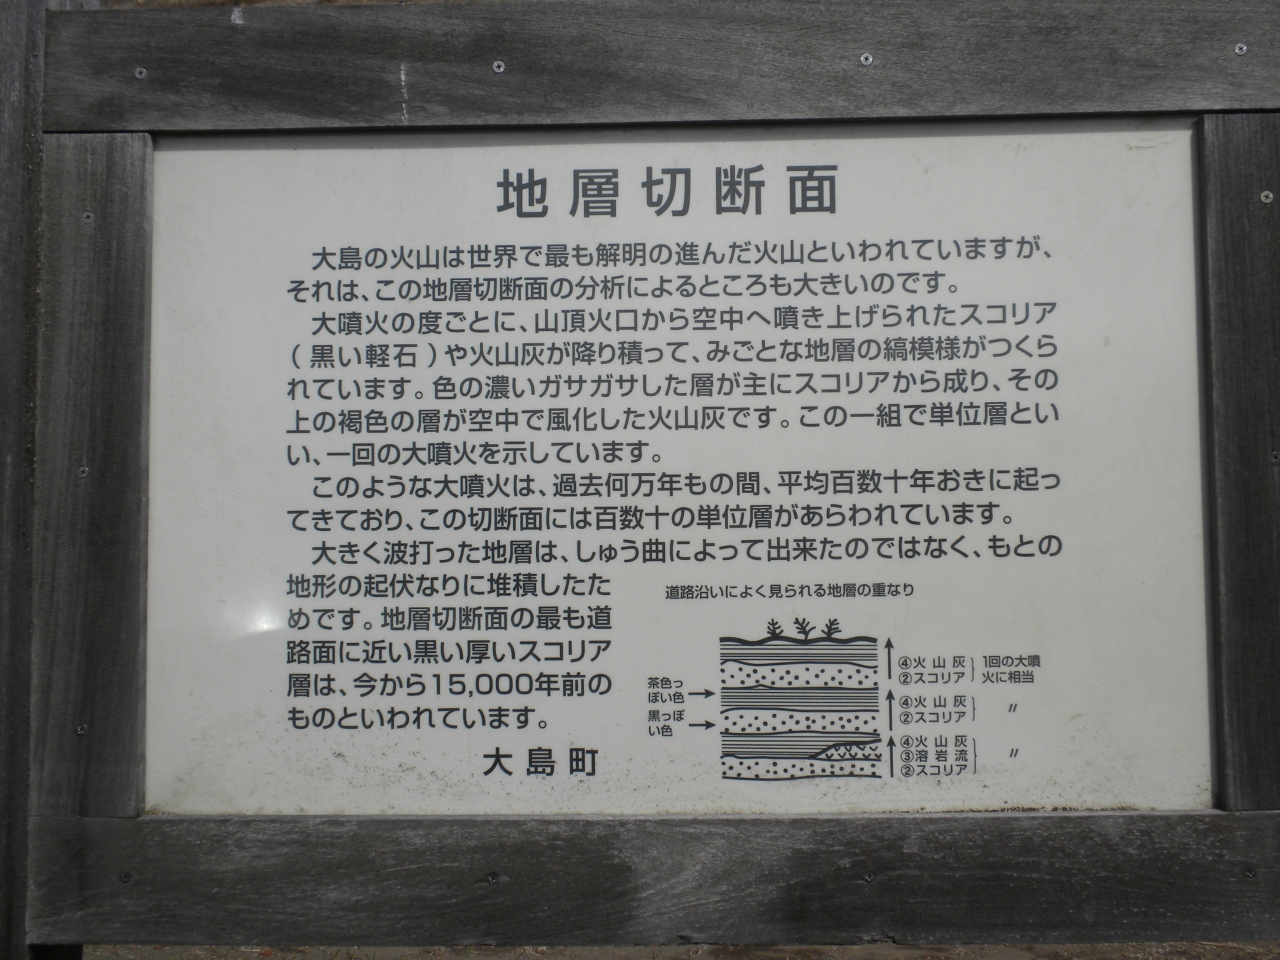 地層切断面
大島の火山は世界で最も解明の進んだ火山といわれていますが、
それは、この地層切断面の分析によるところも大きいのです。
大噴火の度ごとに、山頂火口から空中へ噴き上げられたスコリア
（黒い軽石）や火山灰が降り積って、みごとな地層の縞模様がつくら
れています。色の濃いガサガサした層が主にスコリアから成り、その
上の褐色の層が空中で風化した火山灰です。この一組で単位層とい
い、一回の大噴火を示しています。
このような大噴火は、過去何万年もの間、平均百数十年おきに起っ
てきており、この切断面には百数十の単位層があらわれています。
大きく波打った地層は、しゅう曲によって出来たのではなく、もとの
地形の起伏なりに堆積したた
めです。地層切断面の最も道
路面に近い黒い厚いスコリア
層は、今から15,000年前の
ものといわれています。
大島町
道路沿いによく見られる地層の重なり
茶色っ
ぽい色
黒っぽ
い色
④火山灰
②スコリア
1回の大噴
火に相当
④火山灰
②スコリア
〃
④火山灰
③溶岩流
②スコリア
〃